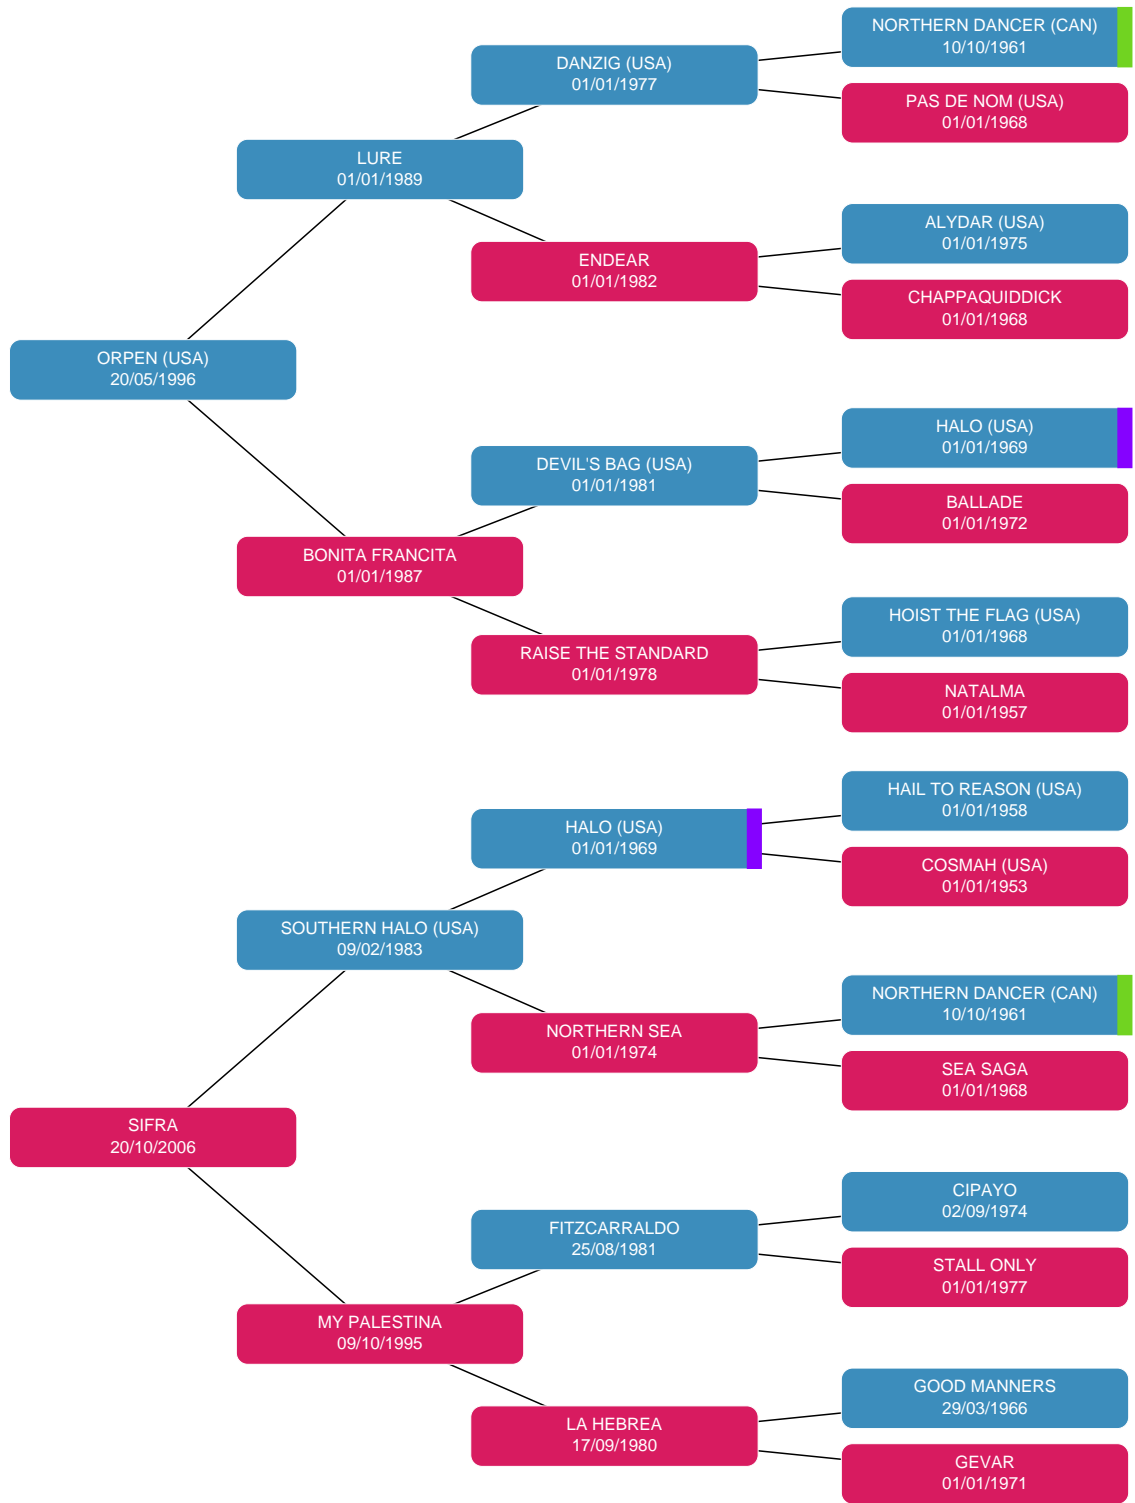 NORTHERN DANCER (CAN)
10/10/1961
DANZIG (USA)
01/01/1977
PAS DE NOM (USA)
01/01/1968
LURE
01/01/1989
ALYDAR (USA)
01/01/1975
ENDEAR
01/01/1982
CHAPPAQUIDDICK
01/01/1968
ORPEN (USA)
20/05/1996
HALO (USA)
01/01/1969
DEVIL'S BAG (USA)
01/01/1981
BALLADE
01/01/1972
BONITA FRANCITA
01/01/1987
HOIST THE FLAG (USA)
01/01/1968
RAISE THE STANDARD
01/01/1978
NATALMA
01/01/1957
HAIL TO REASON (USA)
01/01/1958
HALO (USA)
01/01/1969
COSMAH (USA)
01/01/1953
SOUTHERN HALO (USA)
09/02/1983
NORTHERN DANCER (CAN)
10/10/1961
NORTHERN SEA
01/01/1974
SEA SAGA
01/01/1968
SIFRA
20/10/2006
CIPAYO
02/09/1974
FITZCARRALDO
25/08/1981
STALL ONLY
01/01/1977
MY PALESTINA
09/10/1995
GOOD MANNERS
29/03/1966
LA HEBREA
17/09/1980
GEVAR
01/01/1971